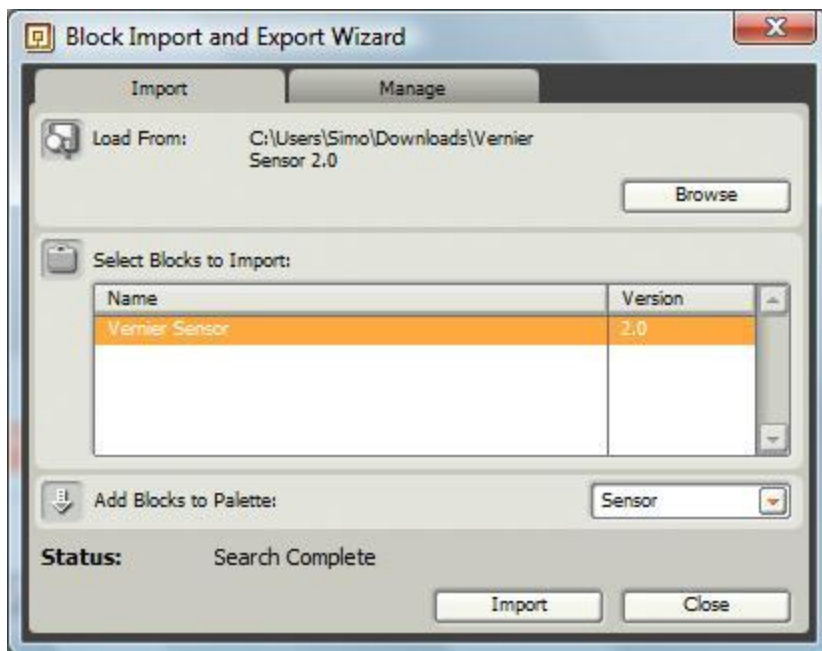 Block Import and Export Wizard
Import Manage
Load From: C:\Users\Simo\Downloads\Vernier
Sensor 2.0
Browse
Select Blocks to Import:
Name Version
Vernier Sensor 2.0
Add Blocks to Palette: Sensor
Status: Search Complete
Import Close